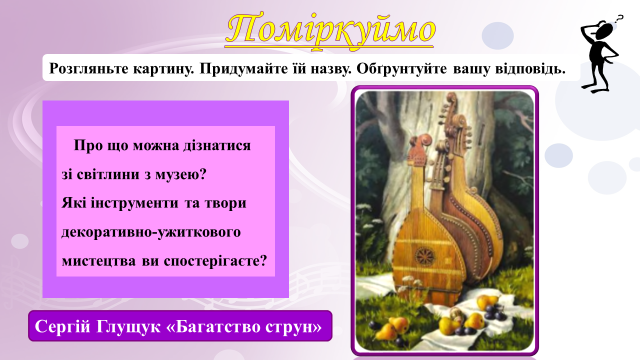 Поміркуймо
Розгляньте картину. Придумайте їй назву. Обґрунтуйте вашу відповідь.
Про що можна дізнатися
зі світлини з музею?
Які інструменти та твори
декоративно-ужиткового
мистецтва ви спостерігаєте?
Сергій Глущук «Багатство струн»